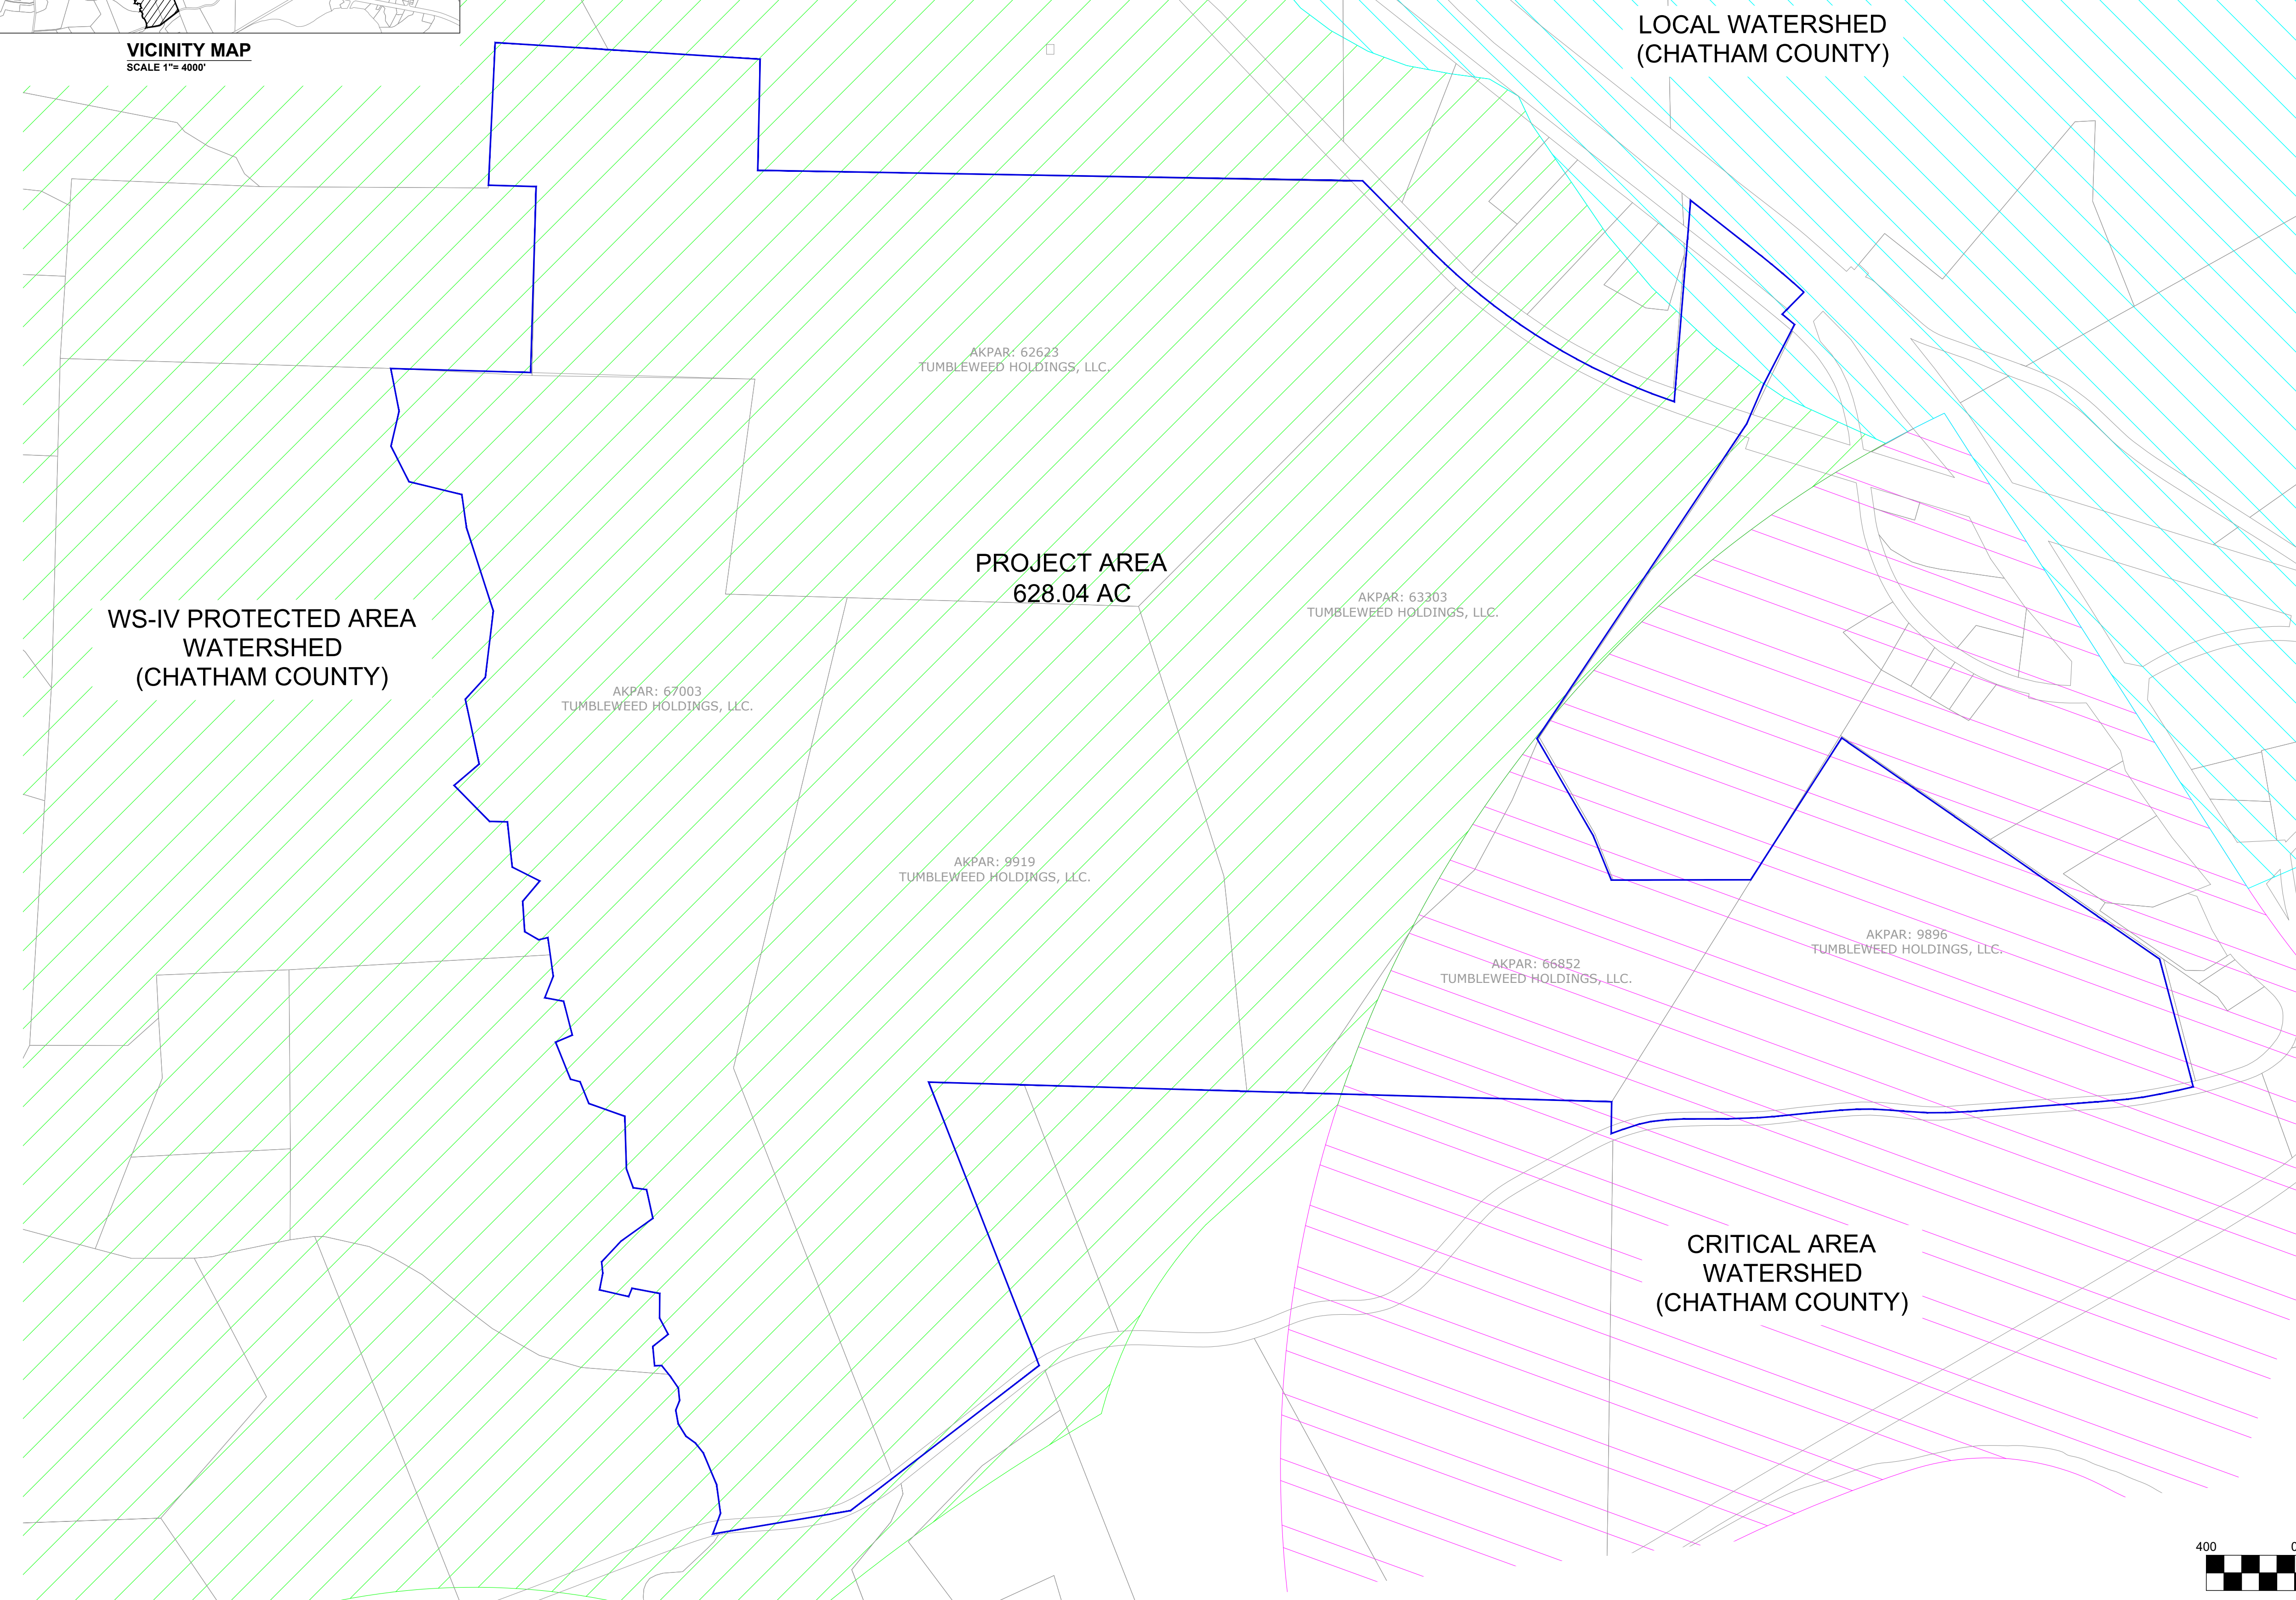 VICINITY MAP
SCALE 1"= 4000'
LOCAL WATERSHED
(CHATHAM COUNTY)
AKPAR: 62623
TUMBLEWEED HOLDINGS, LLC.
PROJECT AREA
628.04 AC
AKPAR: 63303
TUMBLEWEED HOLDINGS, LLC.
WS-IV PROTECTED AREA
WATERSHED
(CHATHAM COUNTY)
AKPAR: 67003
TUMBLEWEED HOLDINGS, LLC.
AKPAR: 9919
TUMBLEWEED HOLDINGS, LLC.
AKPAR: 9896
TUMBLEWEED HOLDINGS, LLC.
AKPAR: 66852
TUMBLEWEED HOLDINGS, LLC.
CRITICAL AREA
WATERSHED
(CHATHAM COUNTY)
400 0